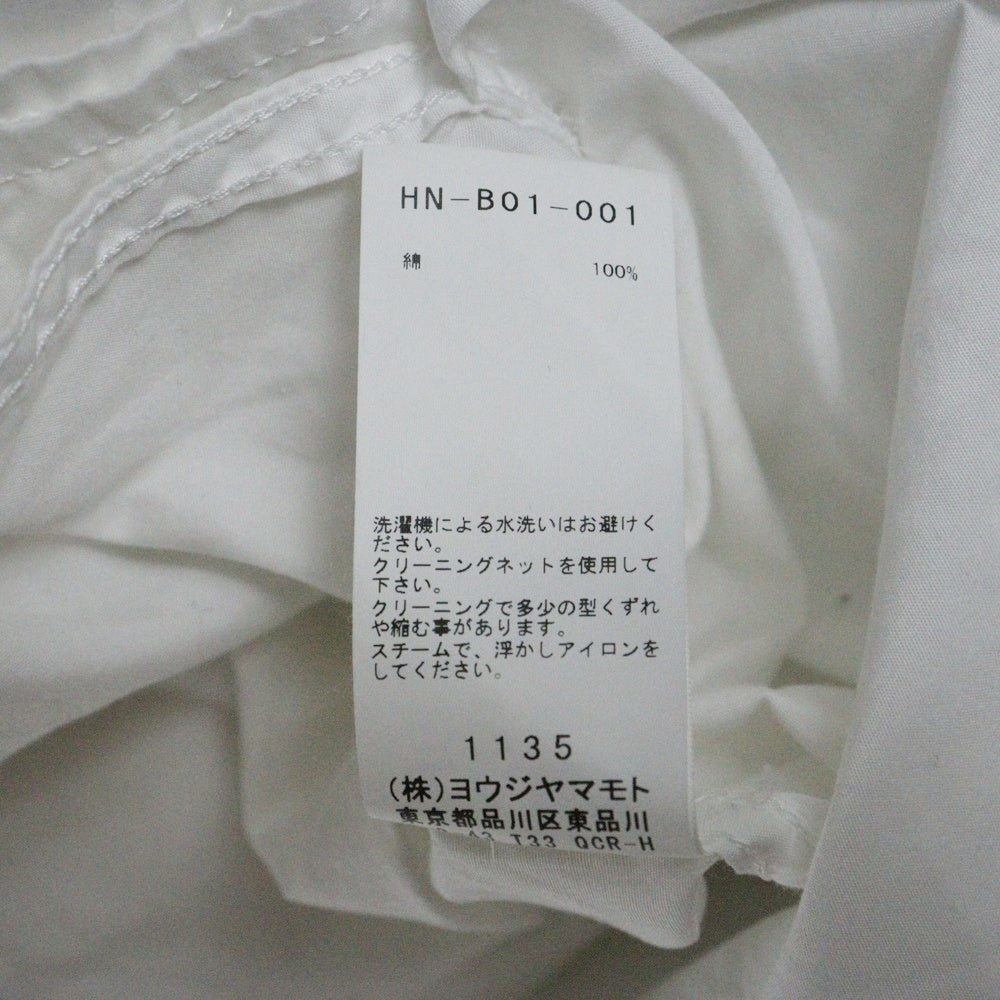 HN-B01-001
綿 100%
洗濯機による水洗いはお避けく
ださい。
クリーニングネットを使用して
下さい。
クリーニングで多少の型くずれ
や縮む事があります。
スチームで、浮かしアイロンを
してください。
1135
(株)ヨウジヤマモト
東京都品川区東品川
43 T33 QCR-H